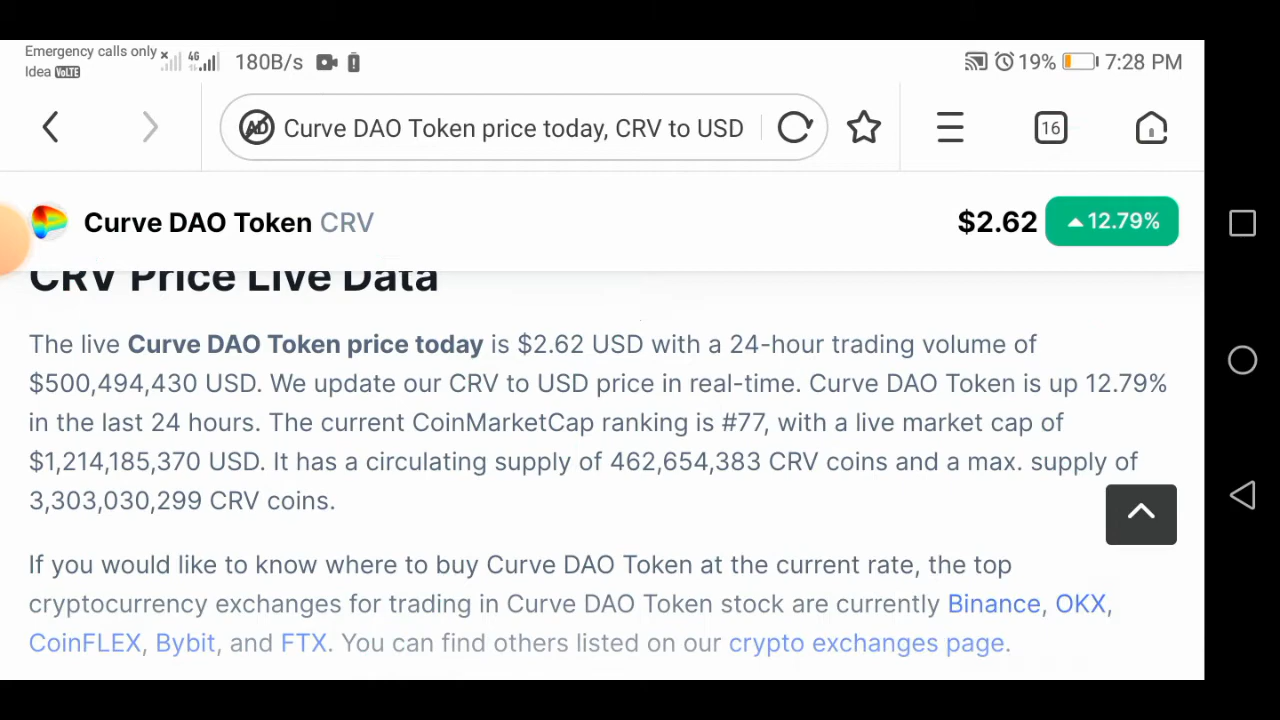 Emergency calls only
4G
180B/s
19%
7:28 PM
Idea VoLTE
AD
Curve DAO Token price today, CRV to USD
16
Curve DAO Token CRV
$2.62
12.79%
CRV Price Live Data
The live Curve DAO Token price today is $2.62 USD with a 24-hour trading volume of
$500,494,430 USD. We update our CRV to USD price in real-time. Curve DAO Token is up 12.79%
in the last 24 hours. The current CoinMarketCap ranking is #77, with a live market cap of
$1,214,185,370 USD. It has a circulating supply of 462,654,383 CRV coins and a max. supply of
3,303,030,299 CRV coins.
If you would like to know where to buy Curve DAO Token at the current rate, the top
cryptocurrency exchanges for trading in Curve DAO Token stock are currently Binance, OKX,
CoinFLEX, Bybit, and FTX. You can find others listed on our crypto exchanges page.